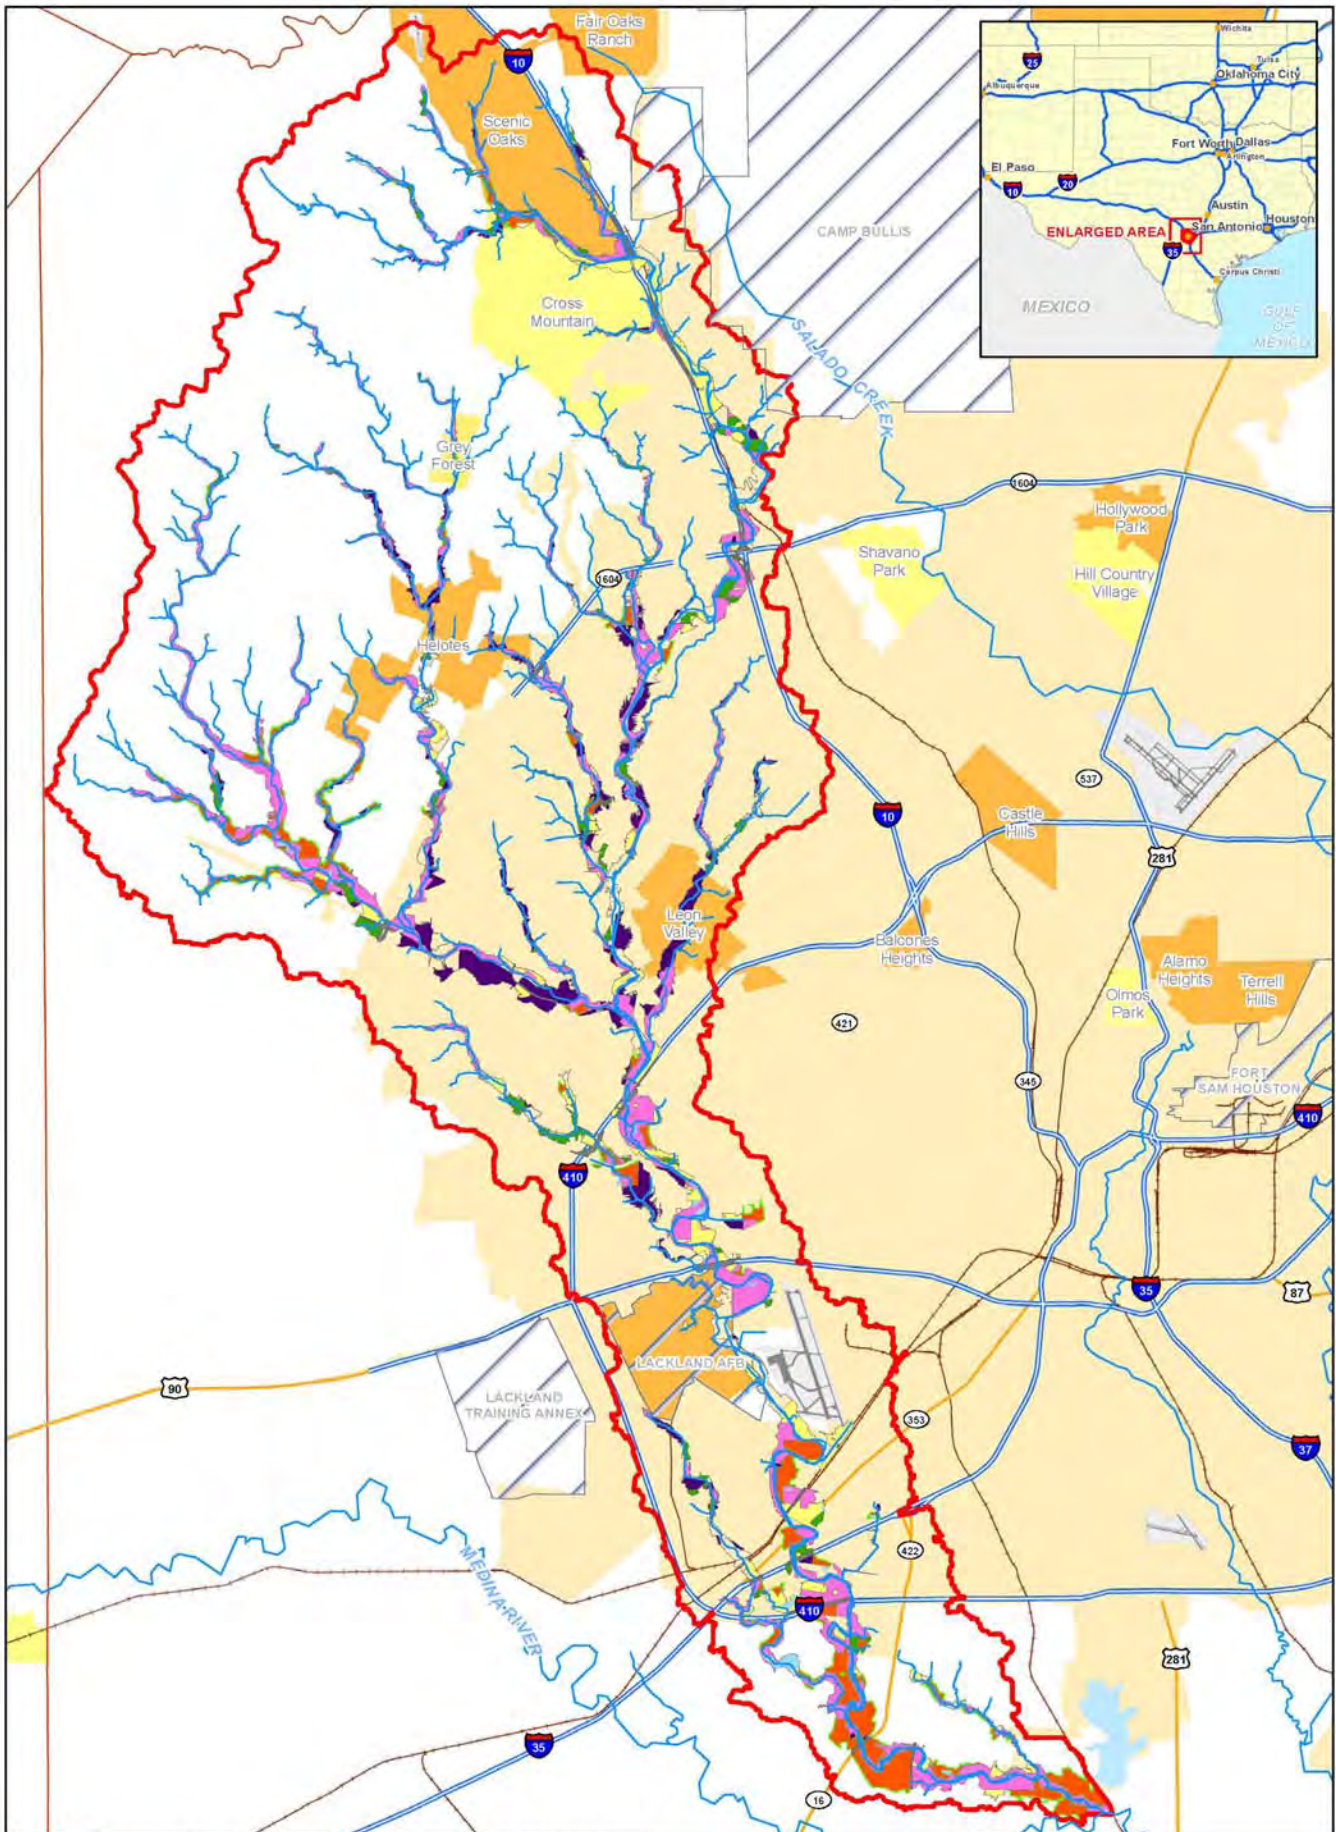 Fair Oaks
Ranch
10
Scenic
Oaks
Wichita
25
Tulsa
Oklahoma City
Albuquerque
Fort Worth
Dallas
Arlington
El Paso
10
20
Austin
Houston
ENLARGED AREA
San Antonio
35
Corpus Christi
MEXICO
GULF
OF
MEXICO
CAMP BULLIS
Cross
Mountain
SALADO CREEK
Grey
Forest
1604
Hollywood
Park
Shavano
Park
Hill Country
Village
1604
Helotes
537
10
Castle
Hills
281
Leon
Valley
Balcones
Heights
Alamo
Heights
Terrell
Hills
Olmos
Park
421
345
FORT
SAM HOUSTON
410
410
35
87
LACKLAND AFB
90
LACKLAND
TRAINING ANNEX
353
37
MEDINA RIVER
422
410
281
35
16